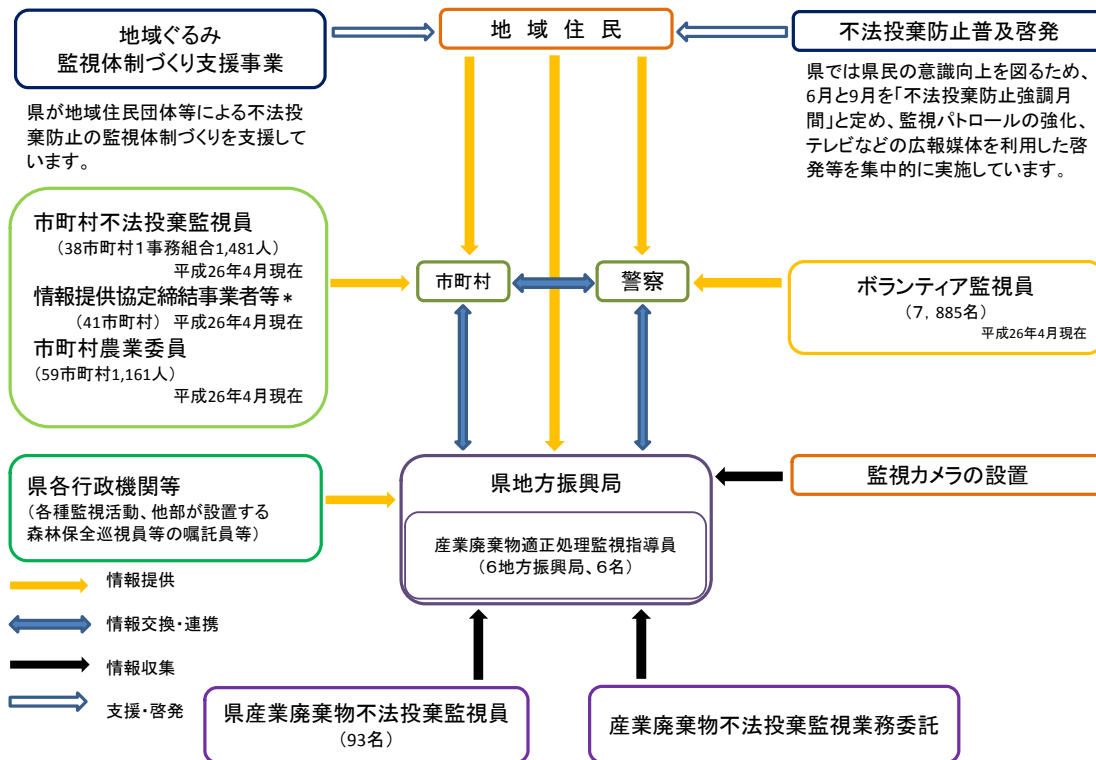 地域ぐるみ
監視体制づくり支援事業
地 域 住 民
不法投棄防止普及啓発
県が地域住民団体等による不法投
棄防止の監視体制づくりを支援して
います。
県では県民の意識向上を図るため、
6月と9月を「不法投棄防止強調月
間」と定め、監視パトロールの強化、
テレビなどの広報媒体を利用した啓
発等を集中的に実施しています。
市町村不法投棄監視員
（38市町村1事務組合1,481人）
平成26年4月現在
情報提供協定締結事業者等*
（41市町村） 平成26年4月現在
市町村農業委員
（59市町村1,161人）
平成26年4月現在
市町村
警察
ボランティア監視員
（７，８８５名）
平成26年4月現在
県各行政機関等
（各種監視活動、他部が設置する
森林保全巡視員等の嘱託員等）
県地方振興局
産業廃棄物適正処理監視指導員
（６地方振興局、６名）
監視カメラの設置
情報提供
情報交換・連携
情報収集
支援・啓発
県産業廃棄物不法投棄監視員
（93名）
産業廃棄物不法投棄監視業務委託